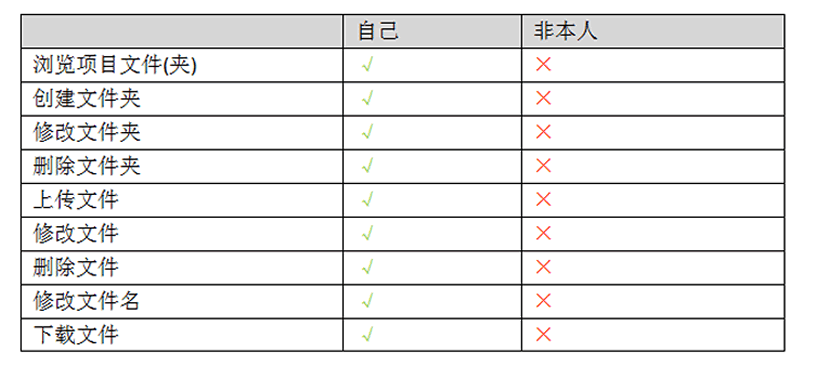 自己 非本人
浏览项目文件(夹) √ ×
创建文件夹 √ ×
修改文件夹 √ ×
删除文件夹 √ ×
上传文件 √ ×
修改文件 √ ×
删除文件 √ ×
修改文件名 √ ×
下载文件 √ ×